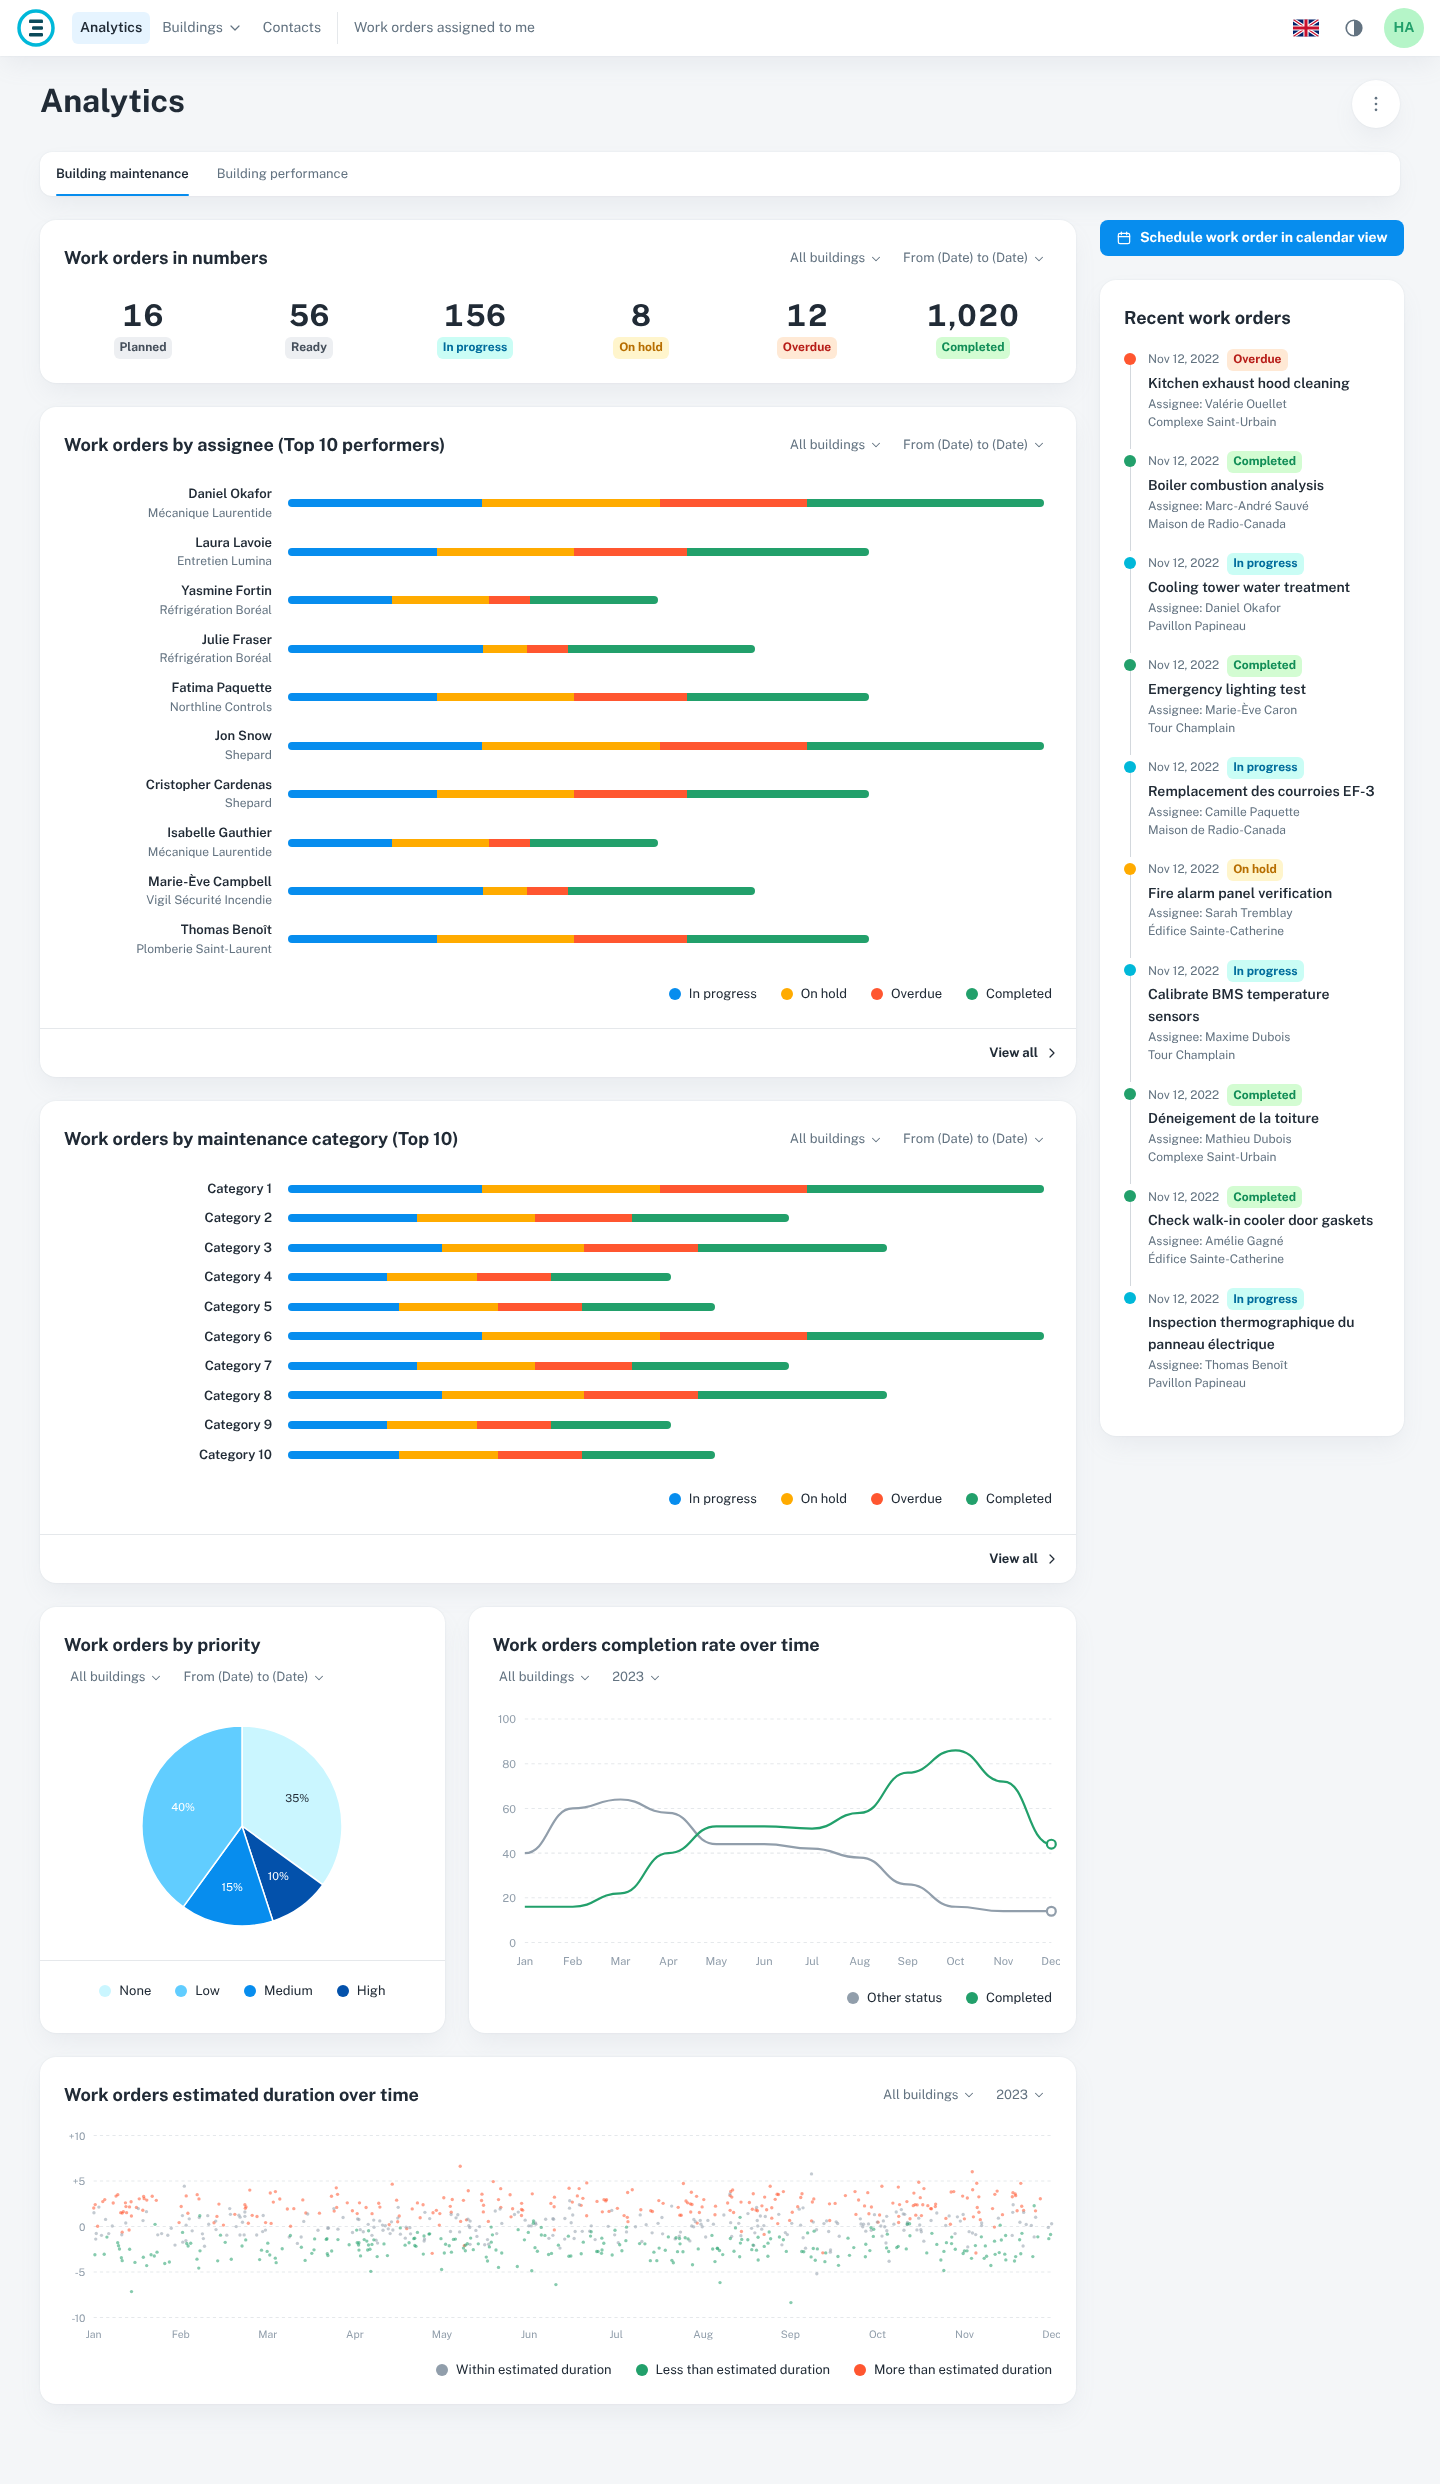 Analytics
Buildings
Contacts
Work orders assigned to me
HA
Analytics
Building maintenance
Building performance
Work orders in numbers
All buildings
From (Date) to (Date)
16
Planned
56
Ready
156
In progress
8
On hold
12
Overdue
1,020
Completed
Work orders by assignee (Top 10 performers)
All buildings
From (Date) to (Date)
Daniel Okafor
Mécanique Laurentide
Laura Lavoie
Entretien Lumina
Yasmine Fortin
Réfrigération Boréal
Julie Fraser
Réfrigération Boréal
Fatima Paquette
Northline Controls
Jon Snow
Shepard
Cristopher Cardenas
Shepard
Isabelle Gauthier
Mécanique Laurentide
Marie-Ève Campbell
Vigil Sécurité Incendie
Thomas Benoît
Plomberie Saint-Laurent
In progress
On hold
Overdue
Completed
View all
Work orders by maintenance category (Top 10)
All buildings
From (Date) to (Date)
Category 1
Category 2
Category 3
Category 4
Category 5
Category 6
Category 7
Category 8
Category 9
Category 10
In progress
On hold
Overdue
Completed
View all
Work orders by priority
All buildings
From (Date) to (Date)
40%
35%
15%
10%
None
Low
Medium
High
Work orders completion rate over time
All buildings
2023
100
80
60
40
20
0
Jan
Feb
Mar
Apr
May
Jun
Jul
Aug
Sep
Oct
Nov
Dec
Other status
Completed
Work orders estimated duration over time
All buildings
2023
+10
+5
0
-5
-10
Jan
Feb
Mar
Apr
May
Jun
Jul
Aug
Sep
Oct
Nov
Dec
Within estimated duration
Less than estimated duration
More than estimated duration
Schedule work order in calendar view
Recent work orders
Nov 12, 2022
Overdue
Kitchen exhaust hood cleaning
Assignee: Valérie Ouellet
Complexe Saint-Urbain
Nov 12, 2022
Completed
Boiler combustion analysis
Assignee: Marc-André Sauvé
Maison de Radio-Canada
Nov 12, 2022
In progress
Cooling tower water treatment
Assignee: Daniel Okafor
Pavillon Papineau
Nov 12, 2022
Completed
Emergency lighting test
Assignee: Marie-Ève Caron
Tour Champlain
Nov 12, 2022
In progress
Remplacement des courroies EF-3
Assignee: Camille Paquette
Maison de Radio-Canada
Nov 12, 2022
On hold
Fire alarm panel verification
Assignee: Sarah Tremblay
Édifice Sainte-Catherine
Nov 12, 2022
In progress
Calibrate BMS temperature
sensors
Assignee: Maxime Dubois
Tour Champlain
Nov 12, 2022
Completed
Déneigement de la toiture
Assignee: Mathieu Dubois
Complexe Saint-Urbain
Nov 12, 2022
Completed
Check walk-in cooler door gaskets
Assignee: Amélie Gagné
Édifice Sainte-Catherine
Nov 12, 2022
In progress
Inspection thermographique du
panneau électrique
Assignee: Thomas Benoît
Pavillon Papineau